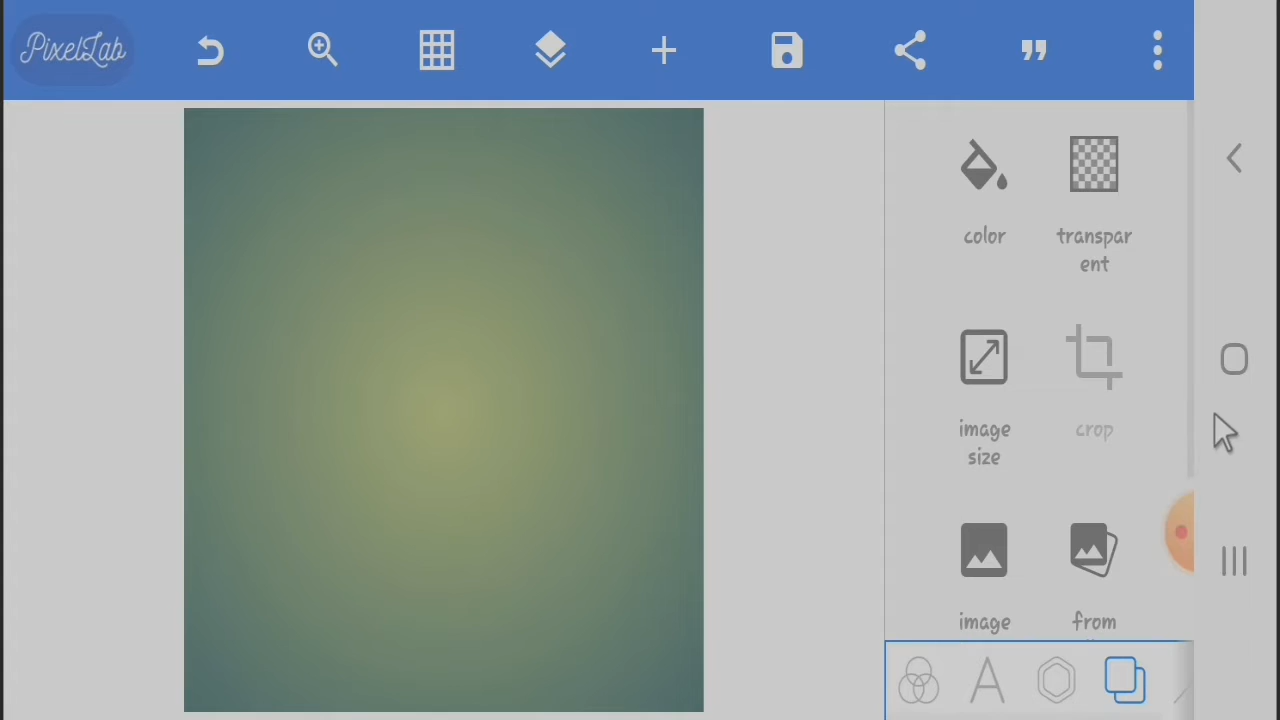 PixelLab
color
transpar
ent
image
size
crop
image
from